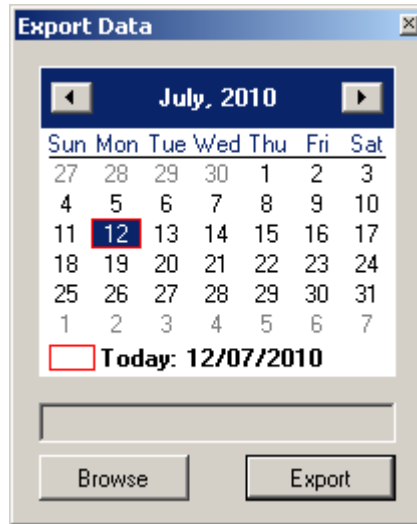 Export Data
July, 2010
Sun Mon Tue Wed Thu Fri Sat
27 28 29 30 1 2 3
4 5 6 7 8 9 10
11 12 13 14 15 16 17
18 19 20 21 22 23 24
25 26 27 28 29 30 31
1 2 3 4 5 6 7
Today: 12/07/2010
Browse Export